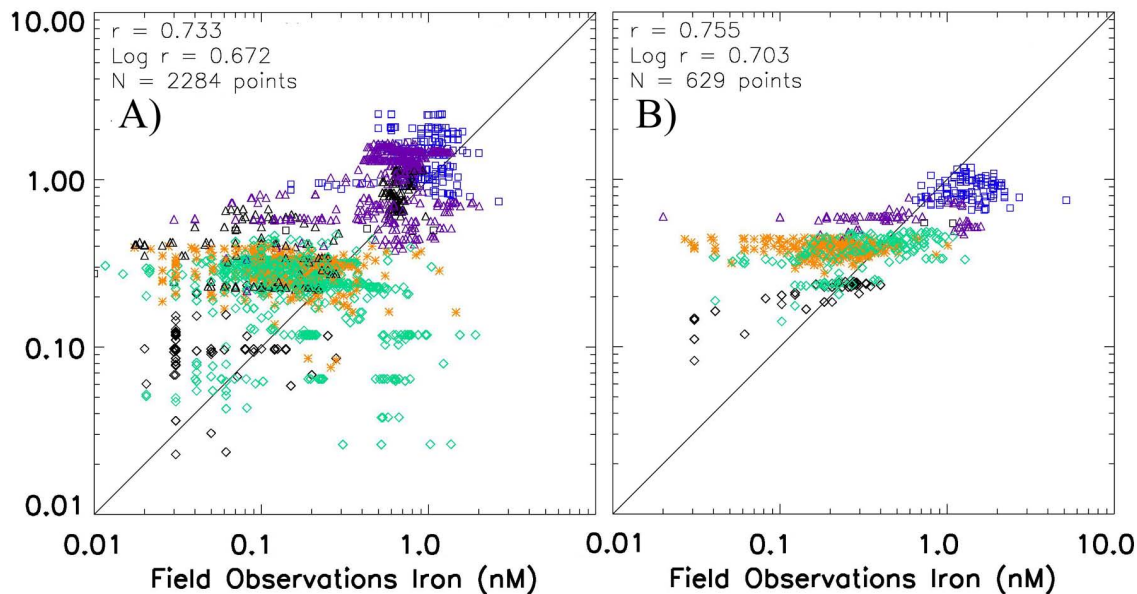 10.00
r = 0.733
Log r = 0.672
N = 2284 points
A)
1.00
0.10
0.01
0.01
0.1
1.0
Field Observations Iron (nM)
r = 0.755
Log r = 0.703
N = 629 points
B)
0.01
0.1
1.0
10.0
Field Observations Iron (nM)